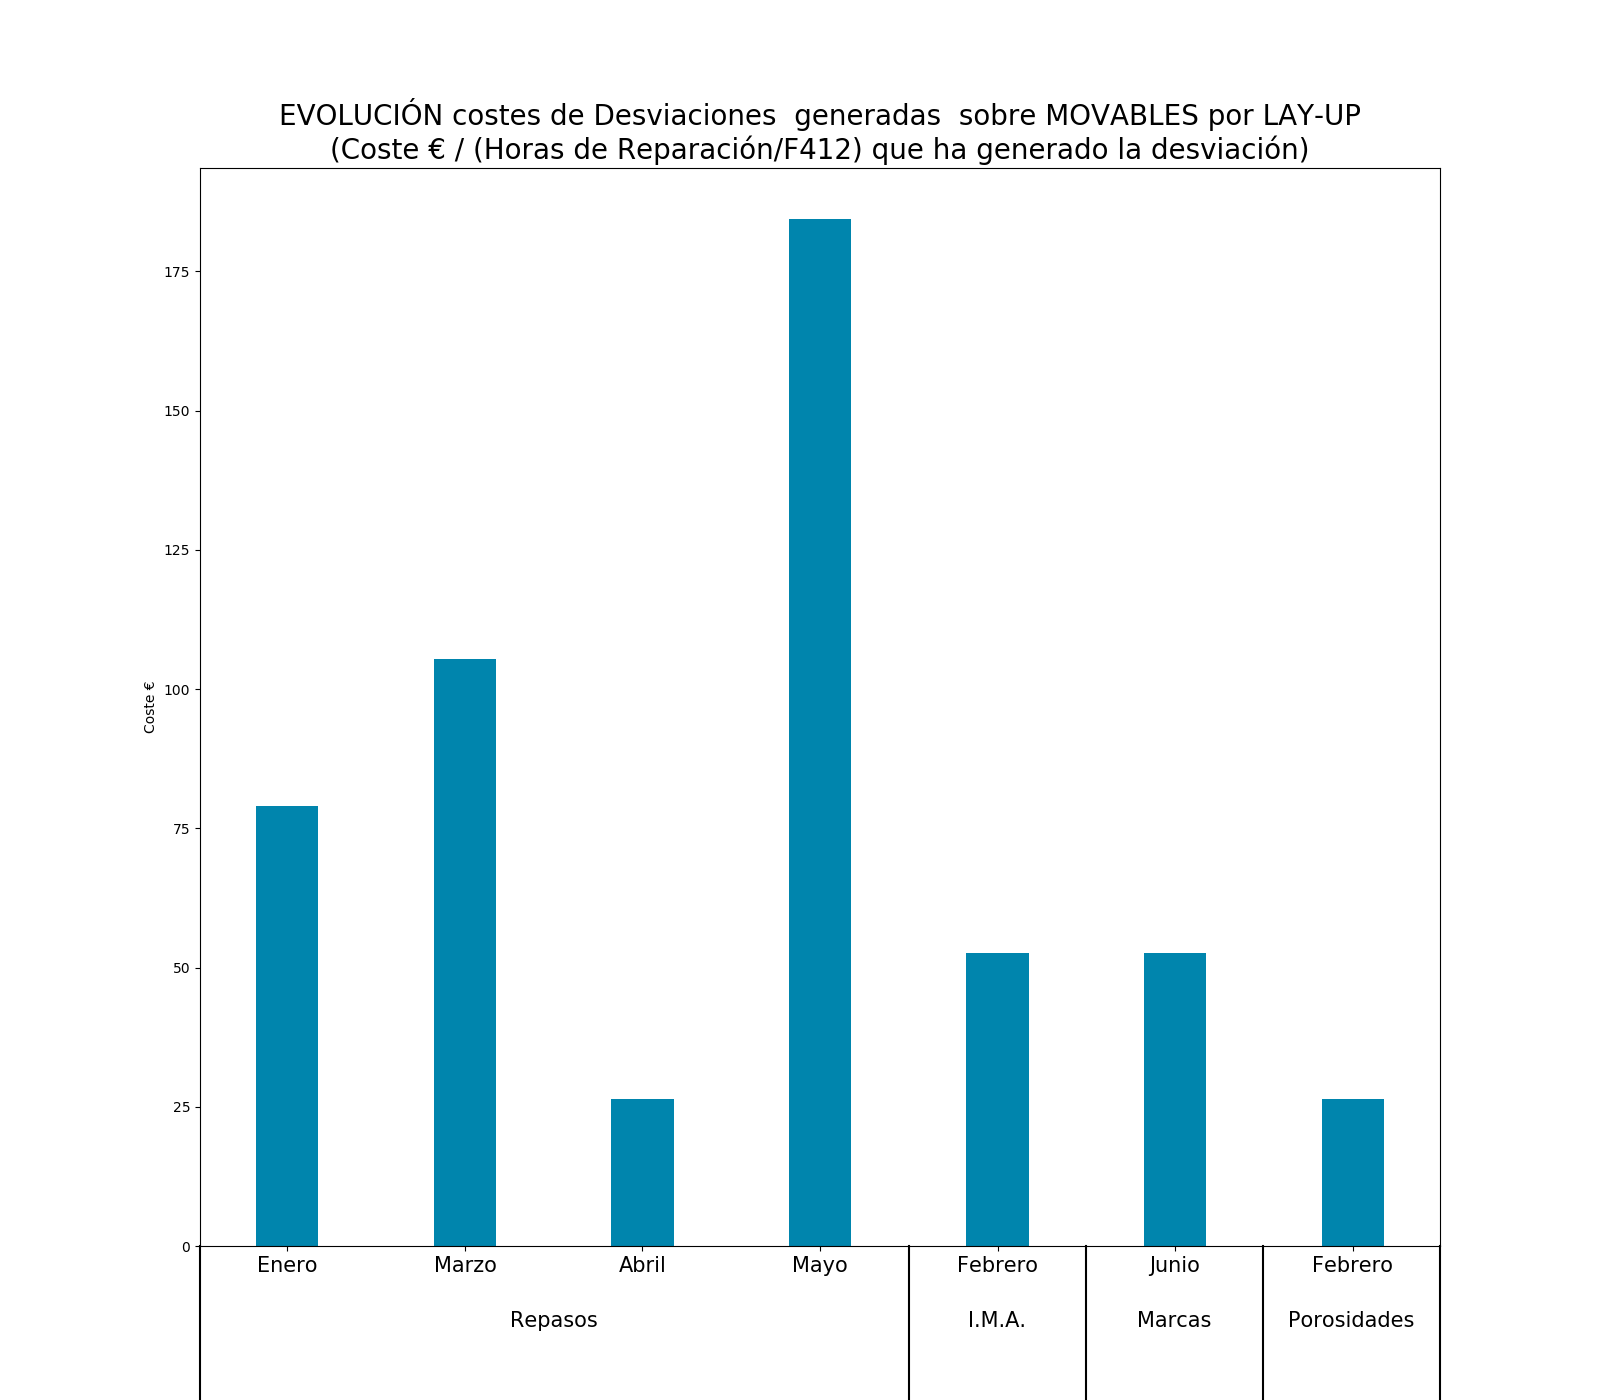 EVOLUCIÓN costes de Desviaciones  generadas  sobre MOVABLES por LAY-UP
(Coste € / (Horas de Reparación/F412) que ha generado la desviación)
175
150
125
100
75
50
25
0
Coste €
Enero Marzo Abril Mayo Febrero Junio Febrero
Repasos I.M.A. Marcas Porosidades